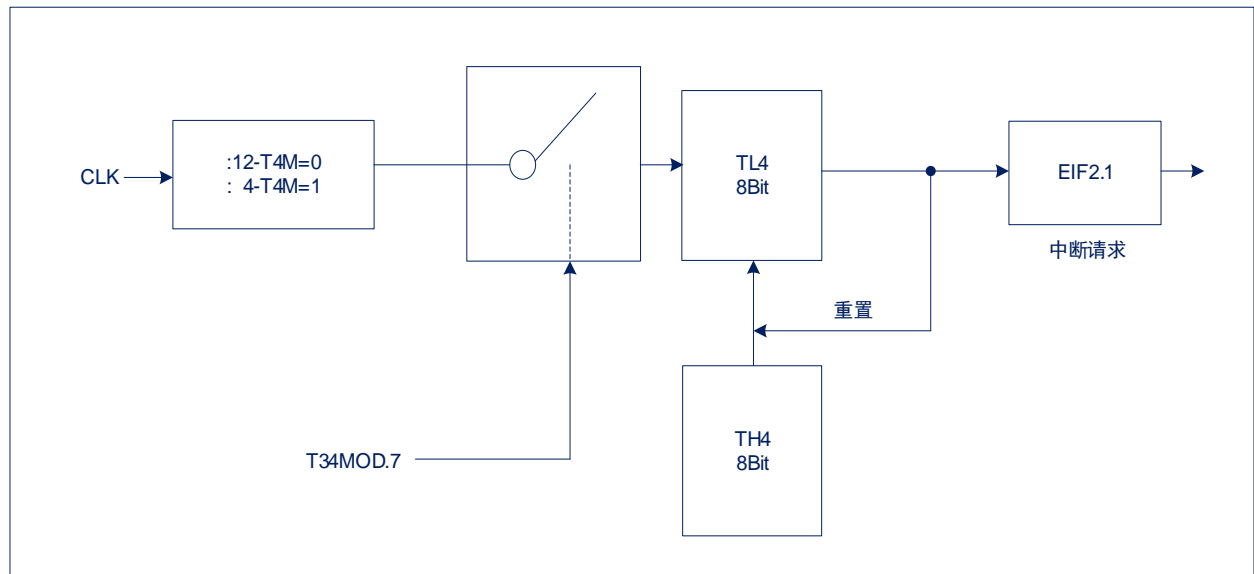 CLK
:12-T4M=0
: 4-T4M=1
TL4
8Bit
EIF2.1
中断请求
重置
TH4
8Bit
T34MOD.7